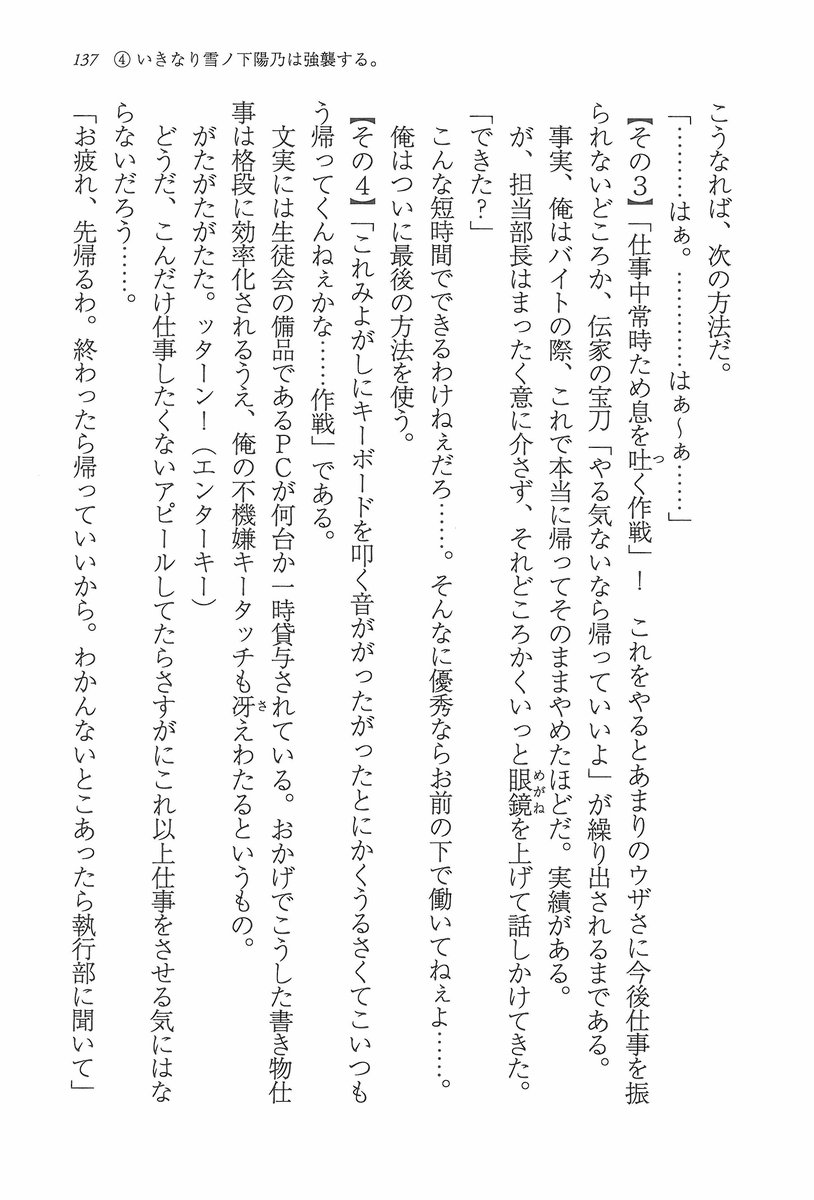 137　④いきなり雪ノ下陽乃は強襲する。
こうなれば、次の方法だ。
「………はぁ。…………はぁ～ぁ……」
【その３】「仕事中常時ため息を吐く作戦」！　これをやるとあまりのウザさに今後仕事を振
られないどころか、伝家の宝刀「やる気ないなら帰っていいよ」が繰り出されるまである。
事実、俺はバイトの際、これで本当に帰ってそのままやめたほどだ。実績がある。
が、担当部長はまったく意に介さず、それどころかくいっと眼鏡を上げて話しかけてきた。
「できた？」
こんな短時間でできるわけねぇだろ……。そんなに優秀ならお前の下で働いてねぇよ……。
俺はついに最後の方法を使う。
【その４】「これみよがしにキーボードを叩く音ががったがったとにかくうるさくてこいつも
う帰ってくんねぇかな……作戦」である。
文実には生徒会の備品であるＰＣが何台か一時貸与されている。おかげでこうした書き物仕
事は格段に効率化されるうえ、俺の不機嫌キータッチも冴えわたるというもの。
がたがたがたた。ッターン！（エンターキー）
どうだ、こんだけ仕事したくないアピールしてたらさすがにこれ以上仕事をさせる気にはな
らないだろう……。
「お疲れ、先帰るわ。終わったら帰っていいから。わかんないとこあったら執行部に聞いて」